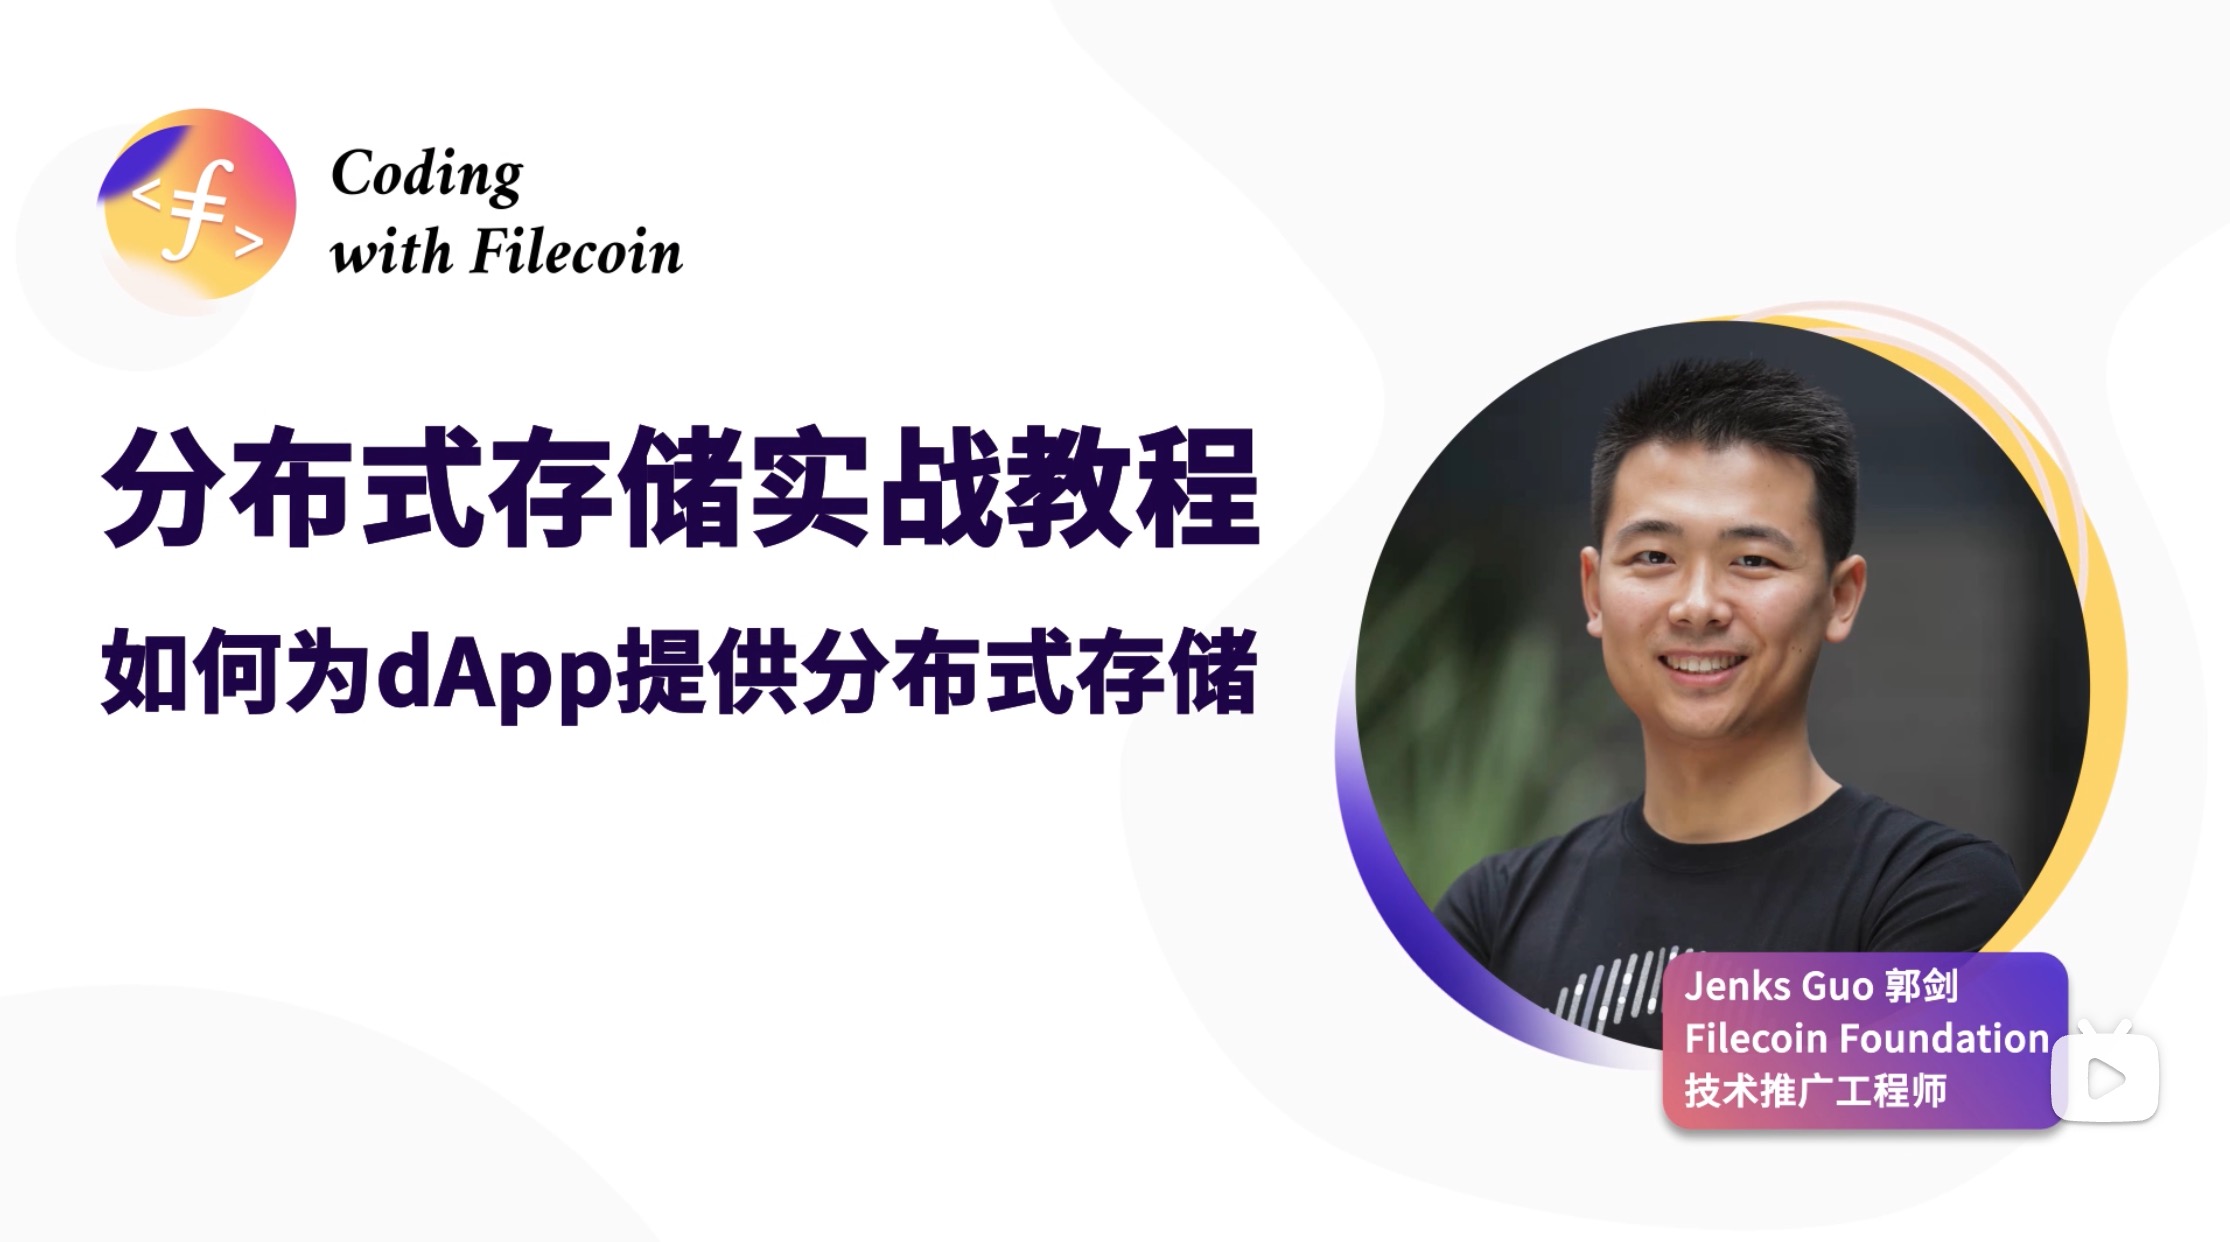 <f>
Coding
with Filecoin
分布式存储实战教程
如何为dApp提供分布式存储
Jenks Guo 郭剑
Filecoin Foundation
技术推广工程师